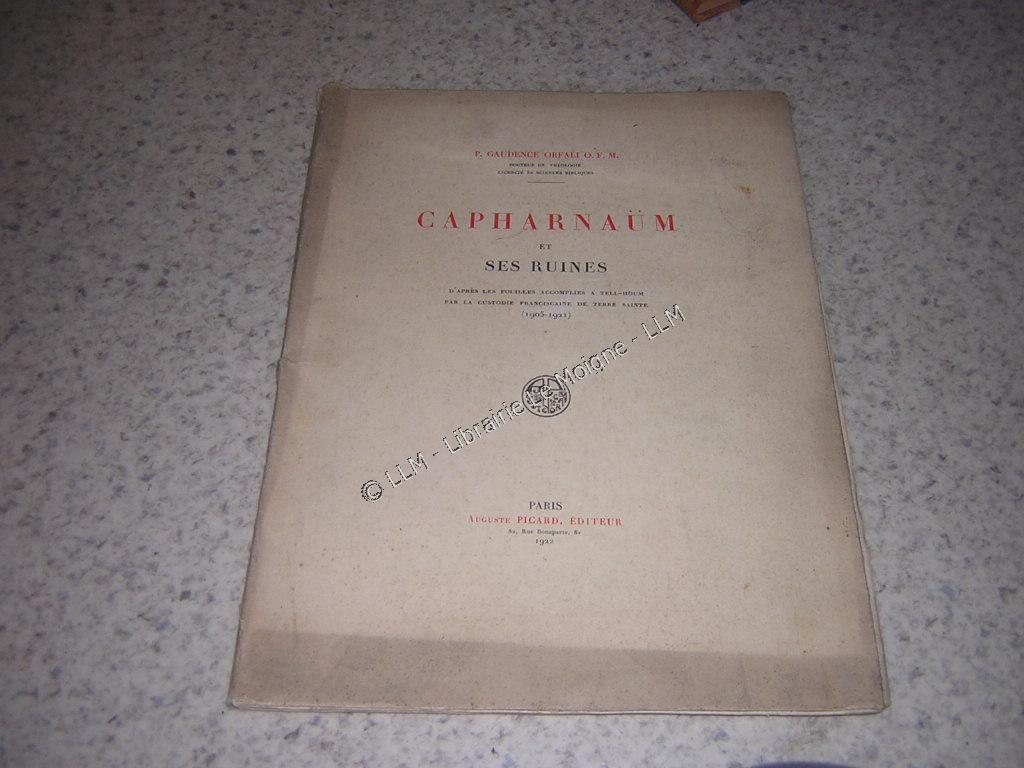 P. GAUDENCE ORFALI O. F. M.
DOCTEUR EN THÉOLOGIE
LICENCIÉ ÈS SCIENCES BIBLIQUES
CAPHARNAÜM
ET
SES RUINES
D'APRÈS LES FOUILLES ACCOMPLIES A TELL-HOUM
PAR LA CUSTODIE FRANCISCAINE DE TERRE SAINTE
(1905-1921)
© LLM - Librairie Le Moigne - LLM
PARIS
AUGUSTE PICARD, ÉDITEUR
82, Rue Bonaparte, 82
1922